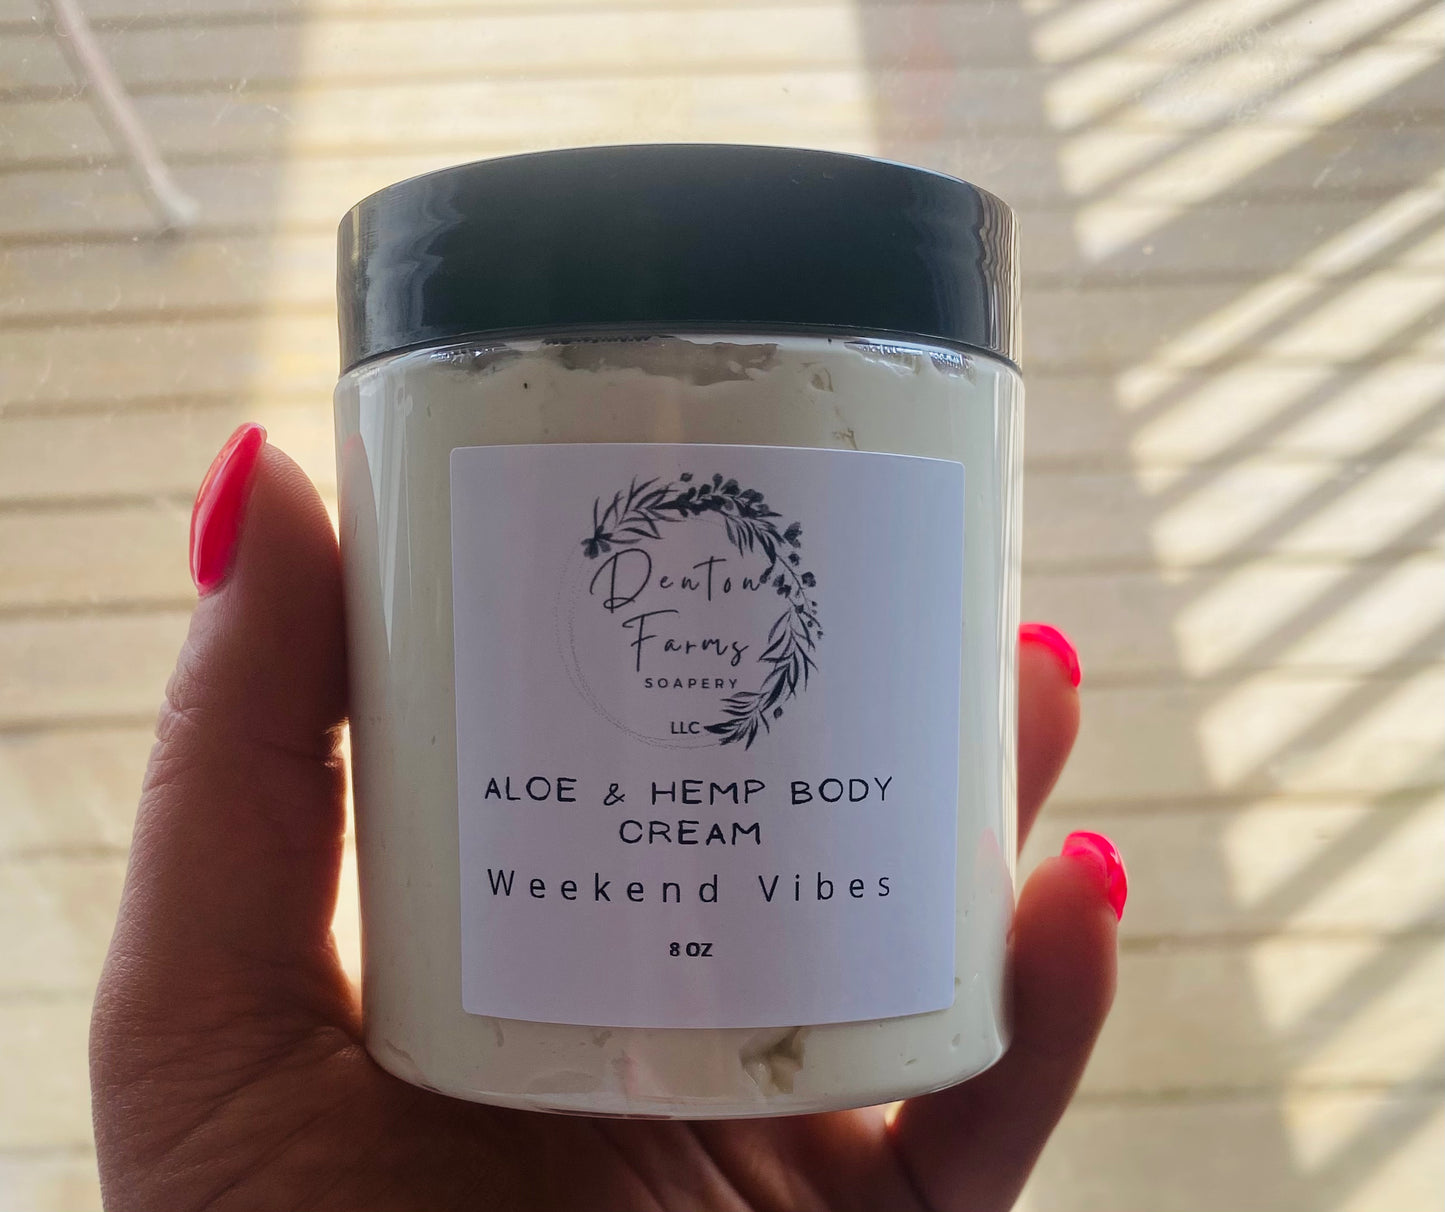 Denton
Farms
SOAPERY
LLC
ALOE & HEMP BODY
CREAM
Weekend Vibes
8 OZ